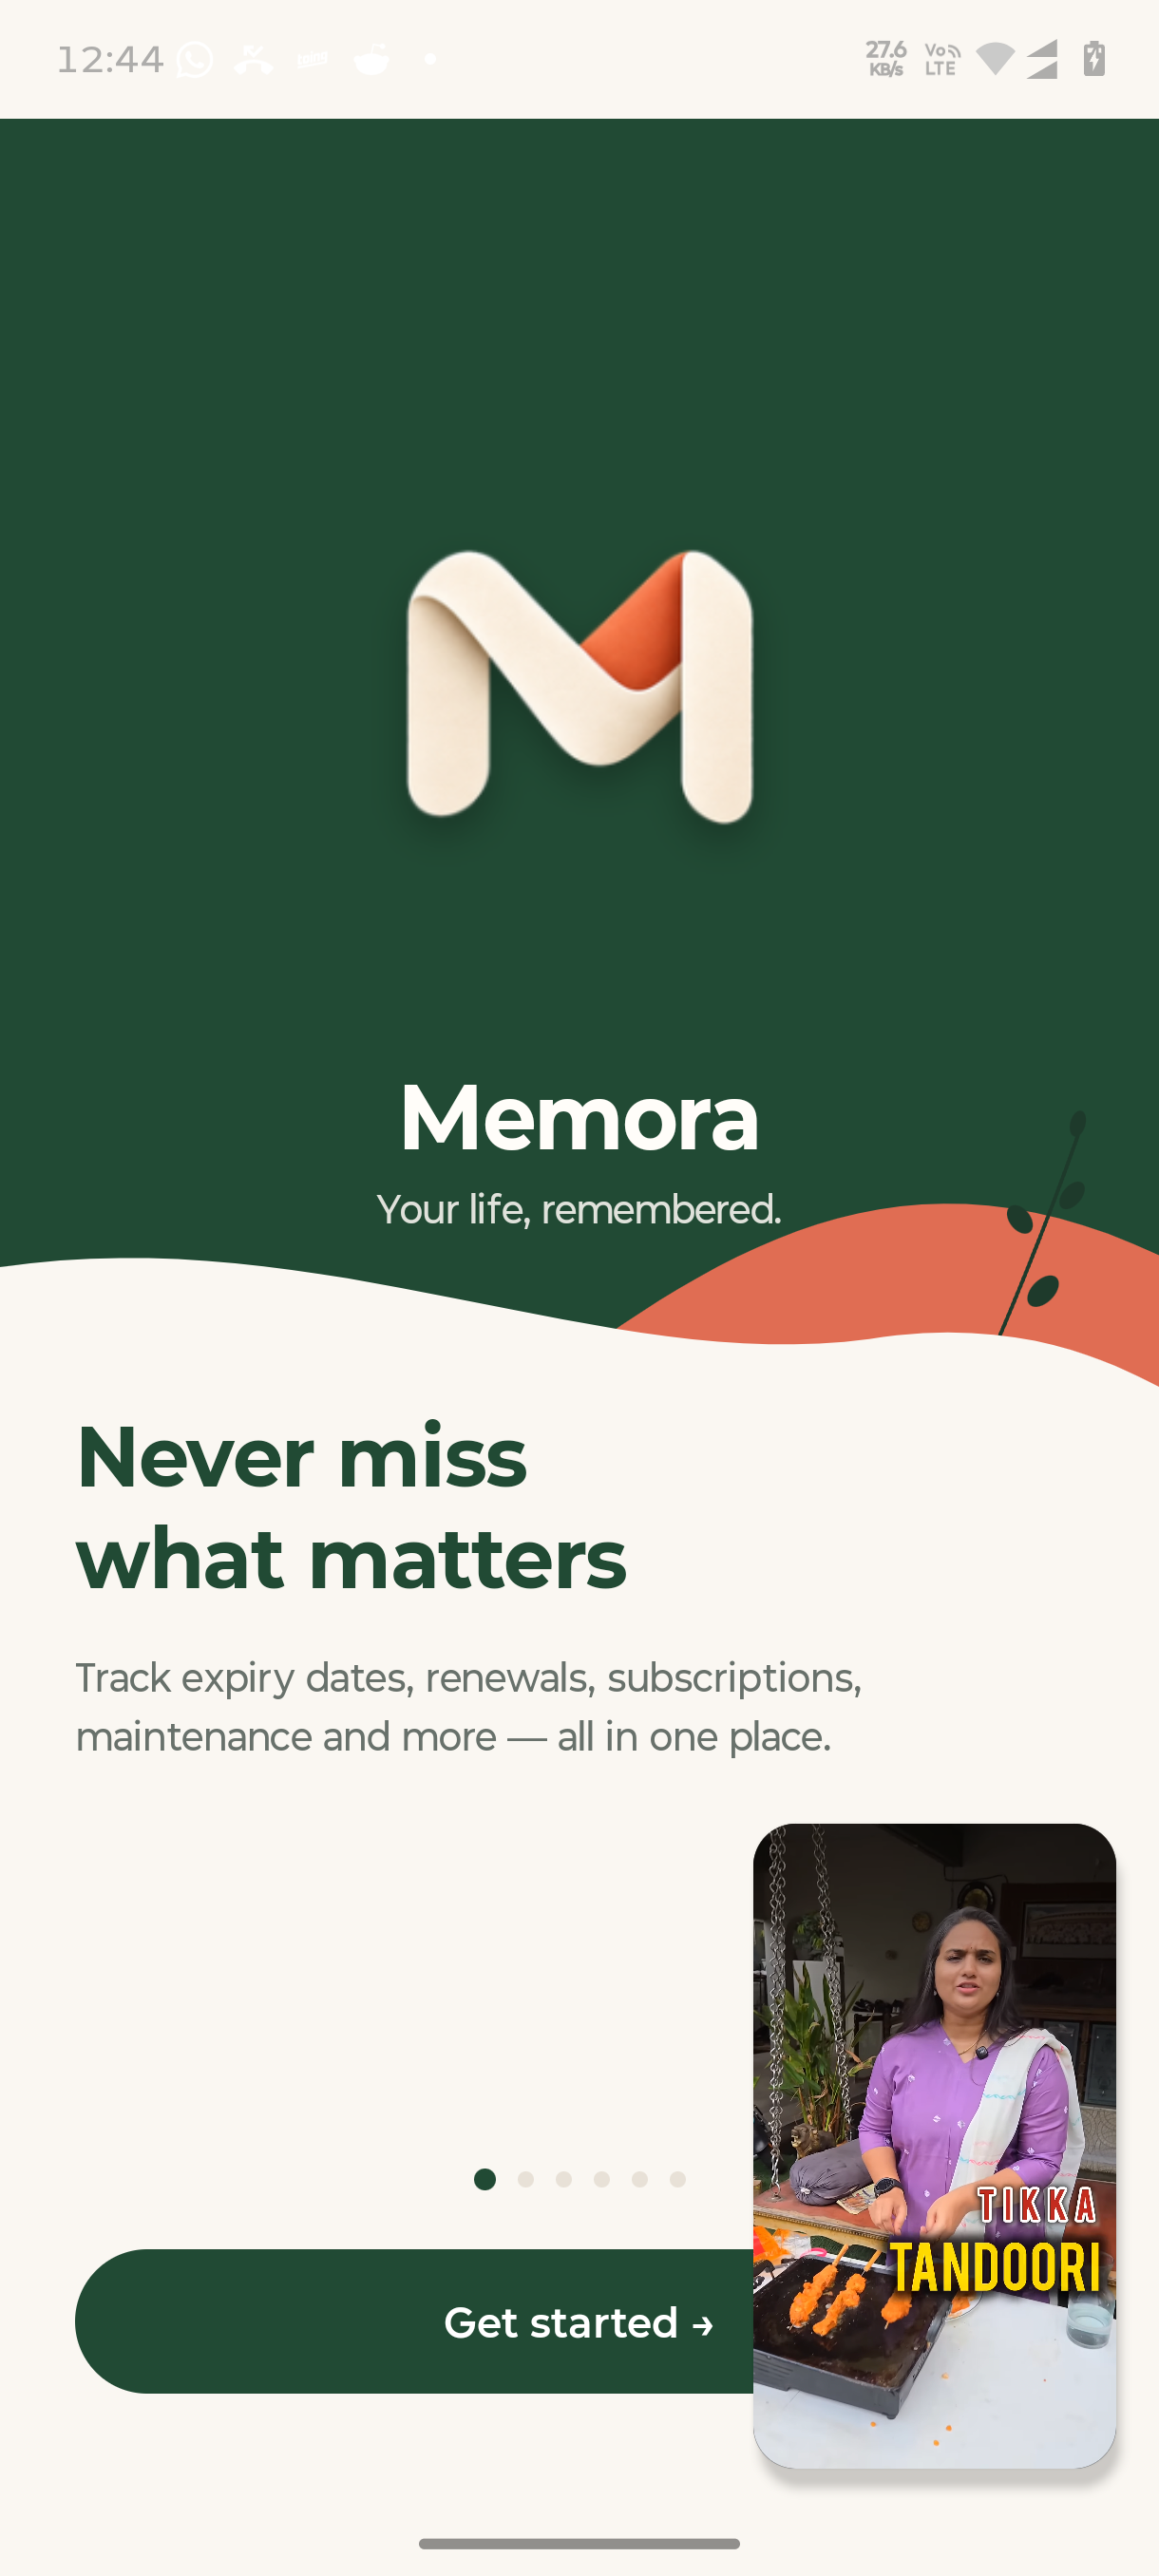 12:44
27.6
KB/s
Vo
LTE
Memora
Your life, remembered.
Never miss
what matters
Track expiry dates, renewals, subscriptions,
maintenance and more — all in one place.
TIKKA
TANDOORI
Get started →